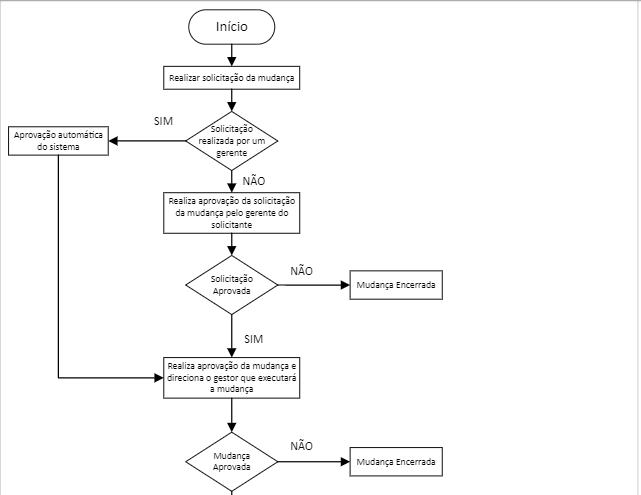 Início
Realizar solicitação da mudança
SIM
Solicitação
realizada por um
gerente
Aprovação automática
do sistema
NÃO
Realiza aprovação da solicitação
da mudança pelo gerente do
solicitante
Solicitação
Aprovada
NÃO
Mudança Encerrada
SIM
Realiza aprovação da mudança e
direciona o gestor que executará
a mudança
Mudança
Aprovada
NÃO
Mudança Encerrada